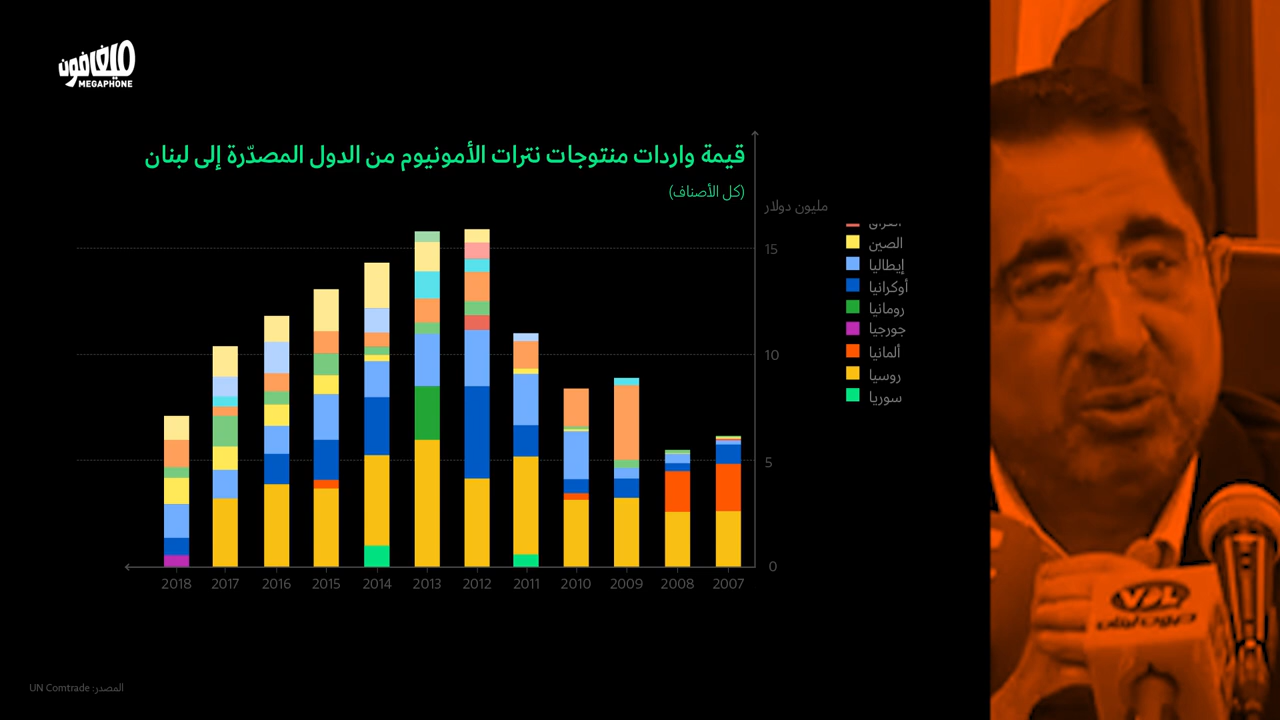 ميغافون
MEGAPHONE
قيمة واردات منتوجات نترات الأمونيوم من الدول المصدّرة إلى لبنان
(كل الأصناف)
مليون دولار
15
10
5
0
الصين
إيطاليا
أوكرانيا
رومانيا
جورجيا
ألمانيا
روسيا
سوريا
2018 2017 2016 2015 2014 2013 2012 2011 2010 2009 2008 2007
المصدر: UN Comtrade
VDL
صوت لبنان